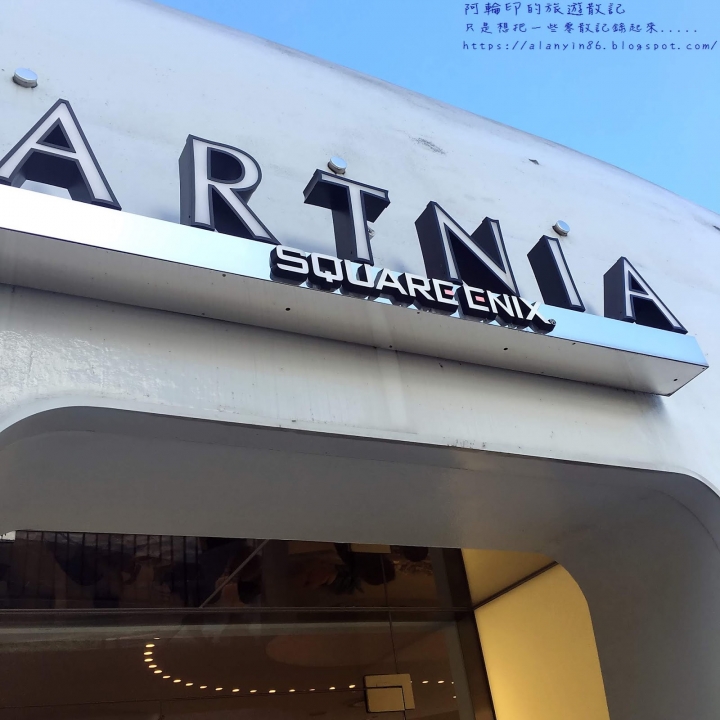 阿輪印的旅遊散記
只是想把一些零散記錄起來.....
https://alanyin86.blogspot.com/
ARTNIA
SQUARE ENIX